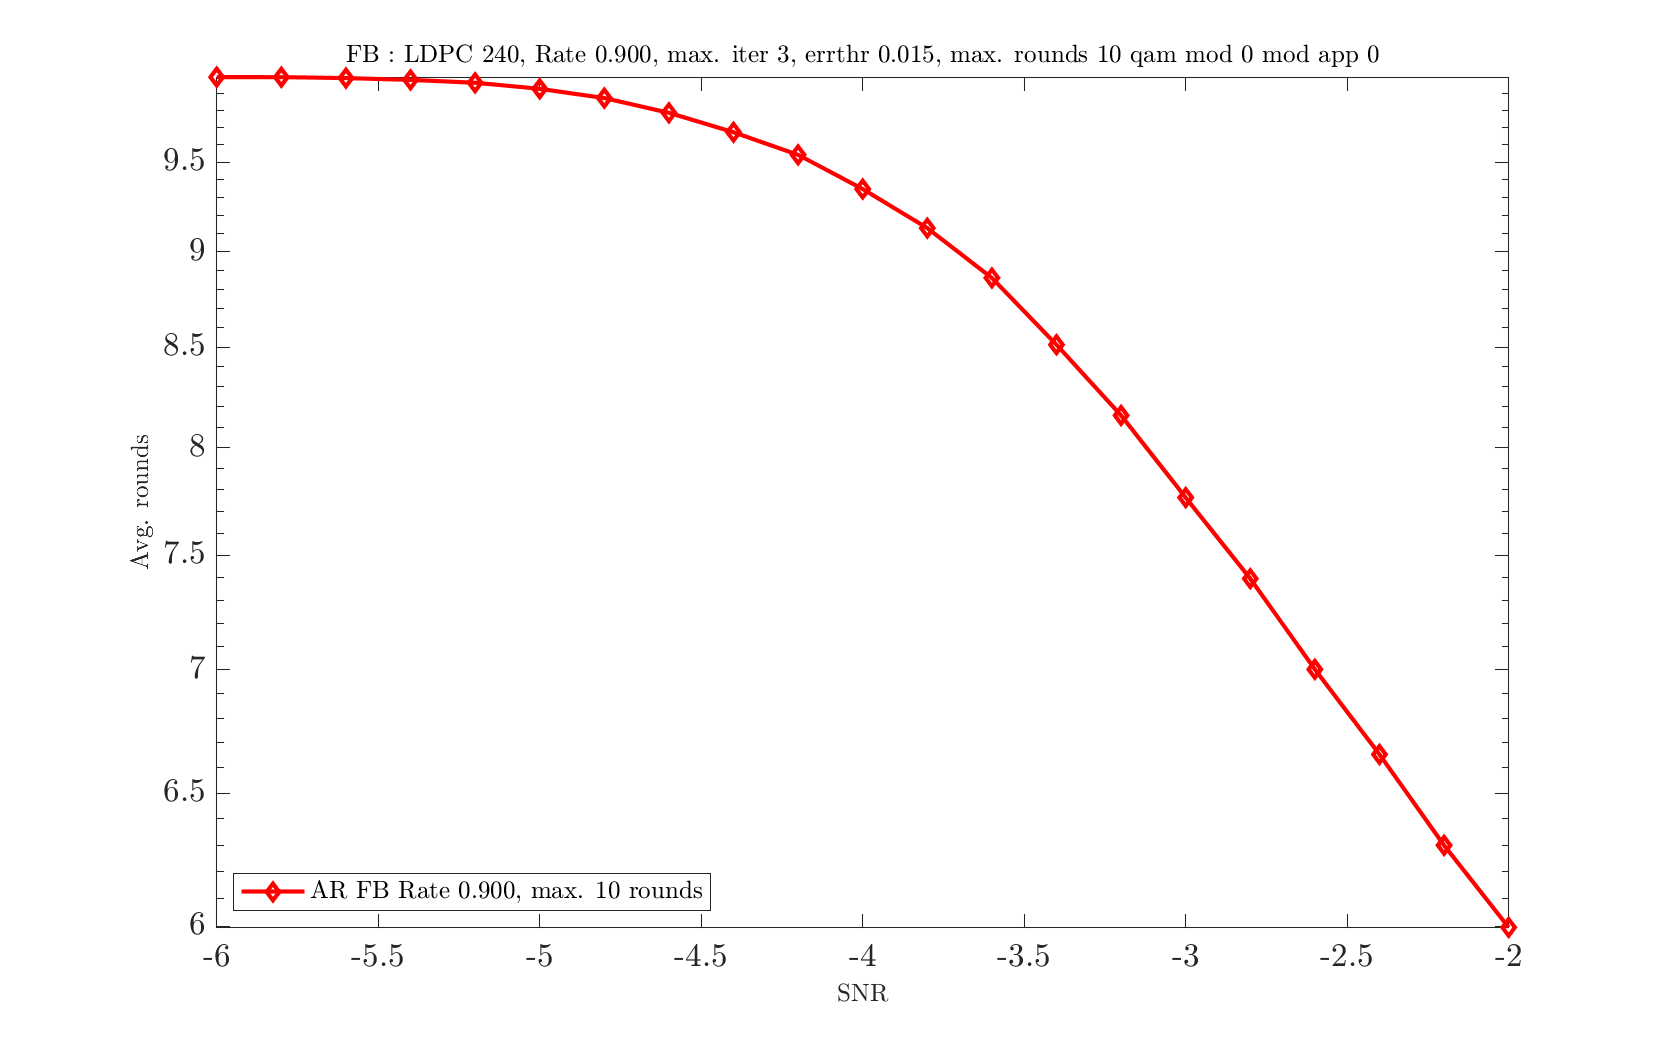 FB : LDPC 240, Rate 0.900, max. iter 3, errthr 0.015, max. rounds 10 qam mod 0 mod app 0
9.5
9
8.5
8
7.5
7
6.5
6
Avg. rounds
AR FB Rate 0.900, max. 10 rounds
-6 -5.5 -5 -4.5 -4 -3.5 -3 -2.5 -2
SNR